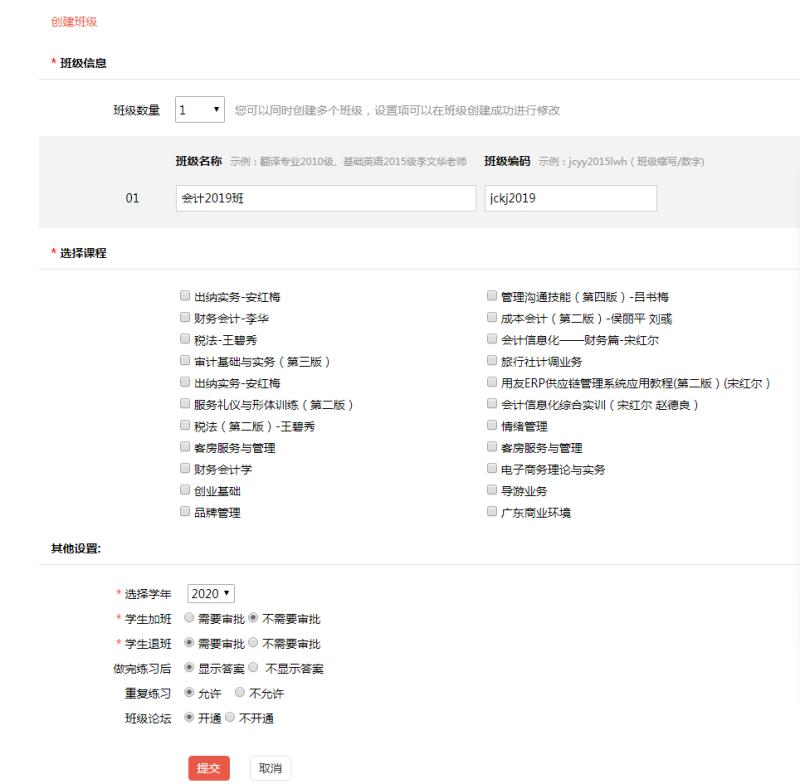 创建班级
* 班级信息
班级数量 1 您可以同时创建多个班级，设置项可以在班级创建成功进行修改
班级名称 示例：翻译专业2010级、基础英语2015级李文华老师 班级编码 示例：jcyy2015lwh（班级缩写/数字）
01 会计2019班 jckj2019
* 选择课程
出纳实务-安红梅 管理沟通技能（第四版）-吕书梅
财务会计-李华 成本会计（第二版）-侯丽平 刘彧
税法-王碧秀 会计信息化——财务篇-宋红尔
审计基础与实务（第三版） 旅行社计调业务
出纳实务-安红梅 用友ERP供应链管理系统应用教程(第二版）(宋红尔）
服务礼仪与形体训练（第二版） 会计信息化综合实训（宋红尔 赵德良）
税法（第二版）-王碧秀 情绪管理
客房服务与管理 客房服务与管理
财务会计学 电子商务理论与实务
创业基础 导游业务
品牌管理 广东商业环境
其他设置:
* 选择学年 2020
* 学生加班 需要审批 不需要审批
* 学生退班 需要审批 不需要审批
做完练习后 显示答案 不显示答案
重复练习 允许 不允许
班级论坛 开通 不开通
提交 取消